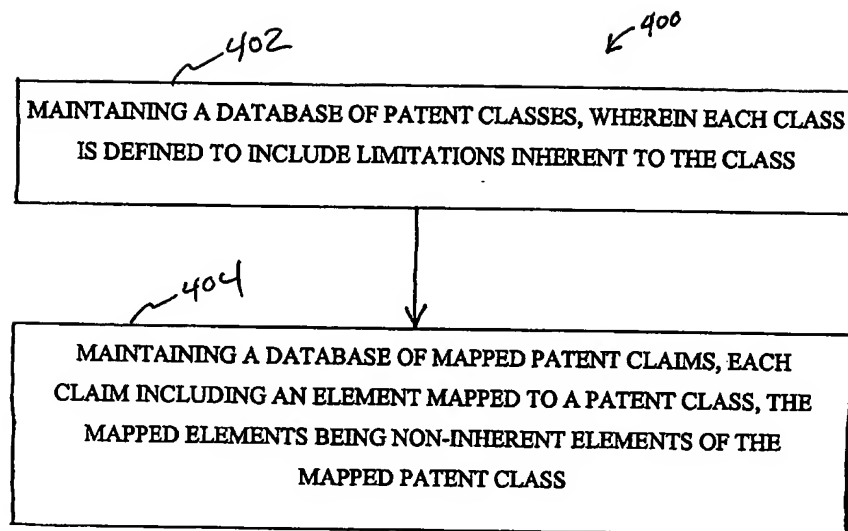 402
400
MAINTAINING A DATABASE OF PATENT CLASSES, WHEREIN EACH CLASS
IS DEFINED TO INCLUDE LIMITATIONS INHERENT TO THE CLASS
404
MAINTAINING A DATABASE OF MAPPED PATENT CLAIMS, EACH
CLAIM INCLUDING AN ELEMENT MAPPED TO A PATENT CLASS, THE
MAPPED ELEMENTS BEING NON-INHERENT ELEMENTS OF THE
MAPPED PATENT CLASS